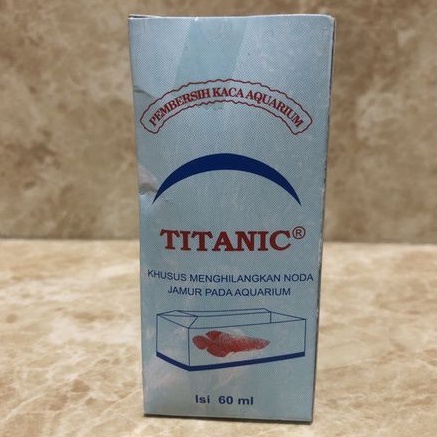 PEMBERSIH KACA AQUARIUM
TITANIC®
KHUSUS MENGHILANGKAN NODA
JAMUR PADA AQUARIUM
Isi 60 ml